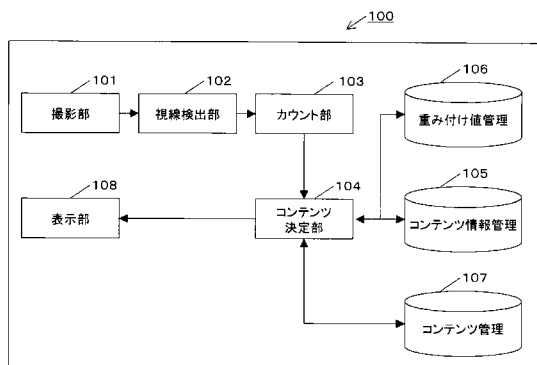 100
101
撮影部
102
視線検出部
103
カウント部
106
重み付け値管理
108
表示部
104
コンテンツ
決定部
105
コンテンツ情報管理
107
コンテンツ管理